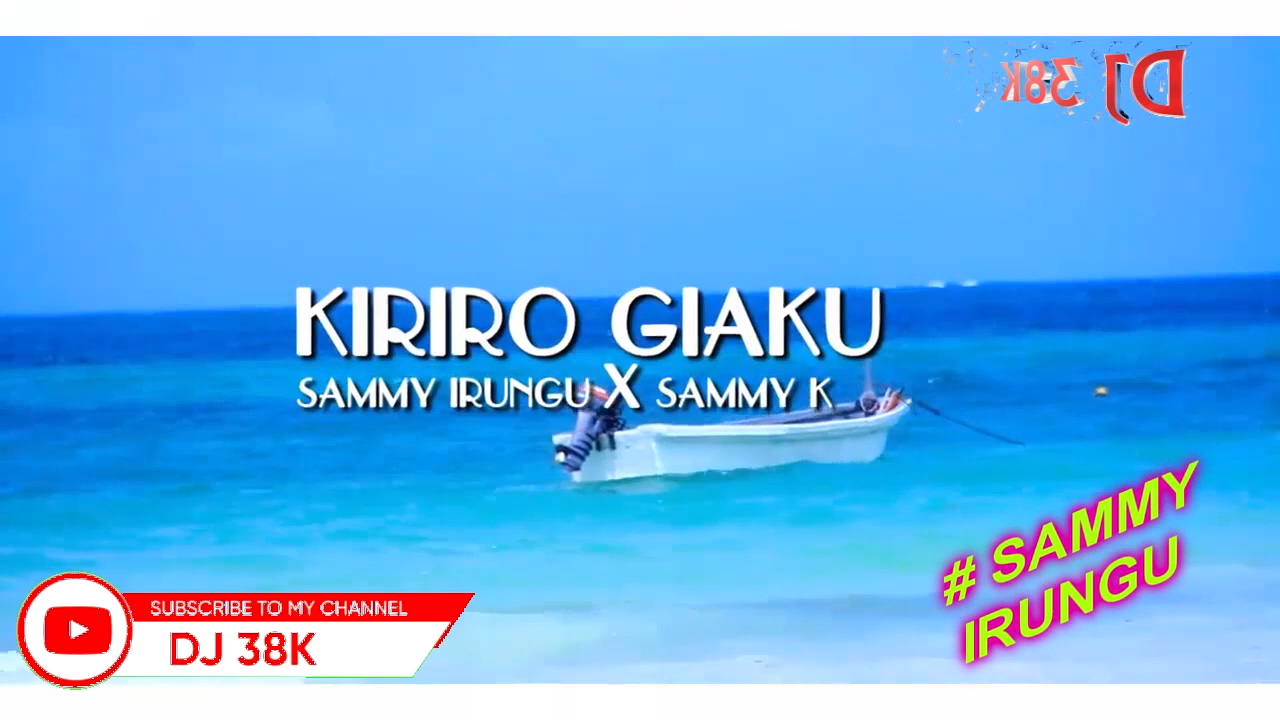 DJ 38K
KIRIRO GIAKU
SAMMY IRUNGU X SAMMY K
# SAMMY
IRUNGU
SUBSCRIBE TO MY CHANNEL
DJ 38K